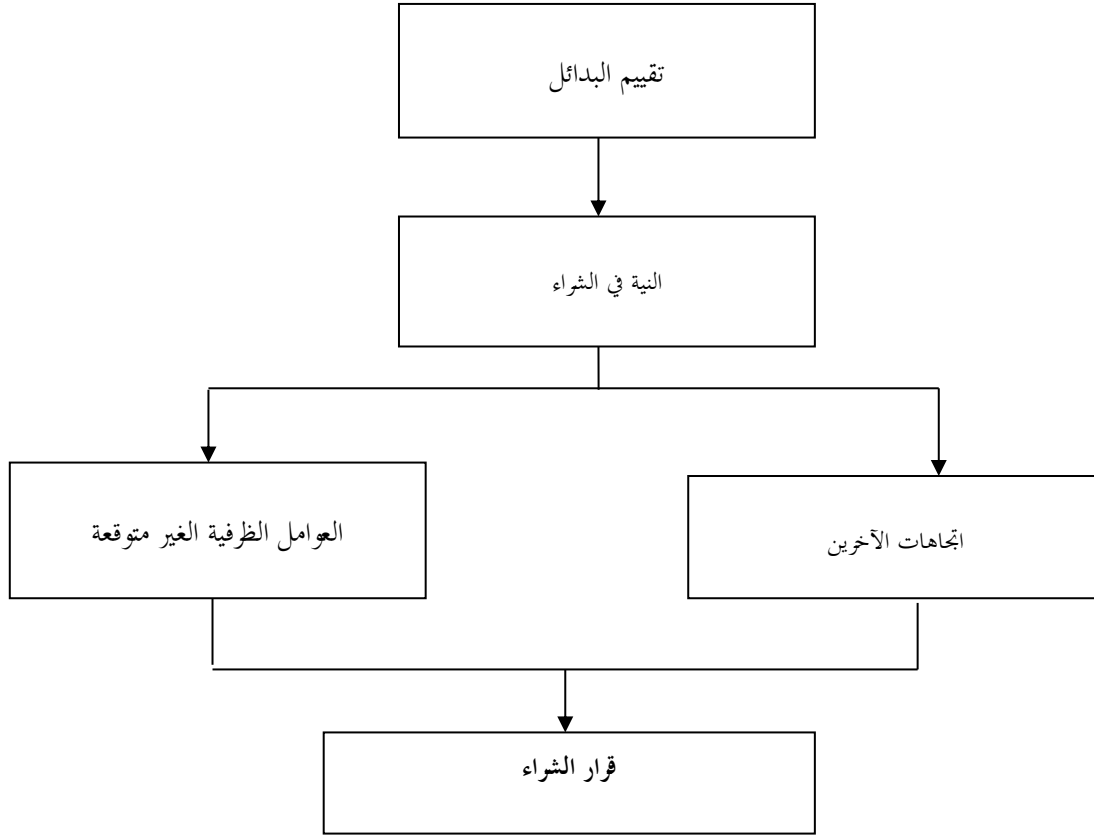 تقييم البدائل
النية في الشراء
اتجاهات الآخرين
العوامل الظرفية الغير متوقعة
قرار الشراء